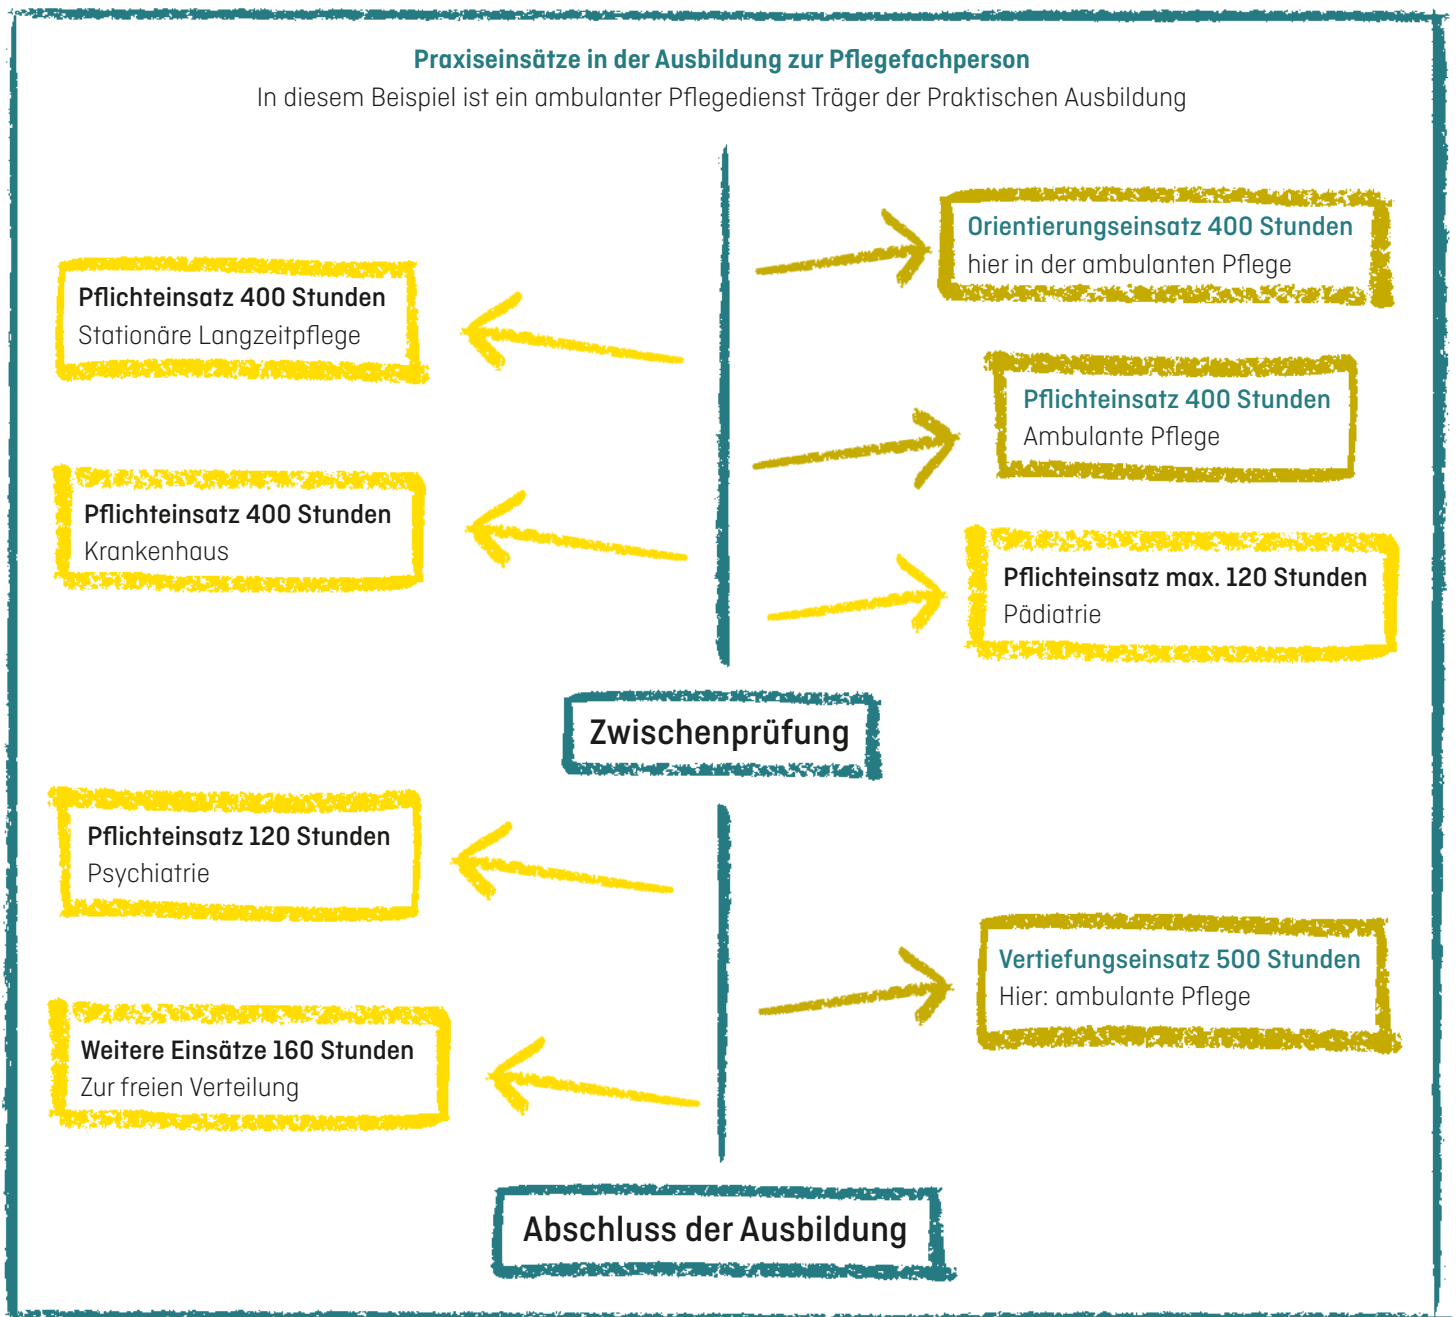 Praxiseinsätze in der Ausbildung zur Pflegefachperson
In diesem Beispiel ist ein ambulanter Pflegedienst Träger der Praktischen Ausbildung
Orientierungseinsatz 400 Stunden
hier in der ambulanten Pflege
Pflichteinsatz 400 Stunden
Stationäre Langzeitpflege
Pflichteinsatz 400 Stunden
Ambulante Pflege
Pflichteinsatz 400 Stunden
Krankenhaus
Pflichteinsatz max. 120 Stunden
Pädiatrie
Zwischenprüfung
Pflichteinsatz 120 Stunden
Psychiatrie
Vertiefungseinsatz 500 Stunden
Hier: ambulante Pflege
Weitere Einsätze 160 Stunden
Zur freien Verteilung
Abschluss der Ausbildung